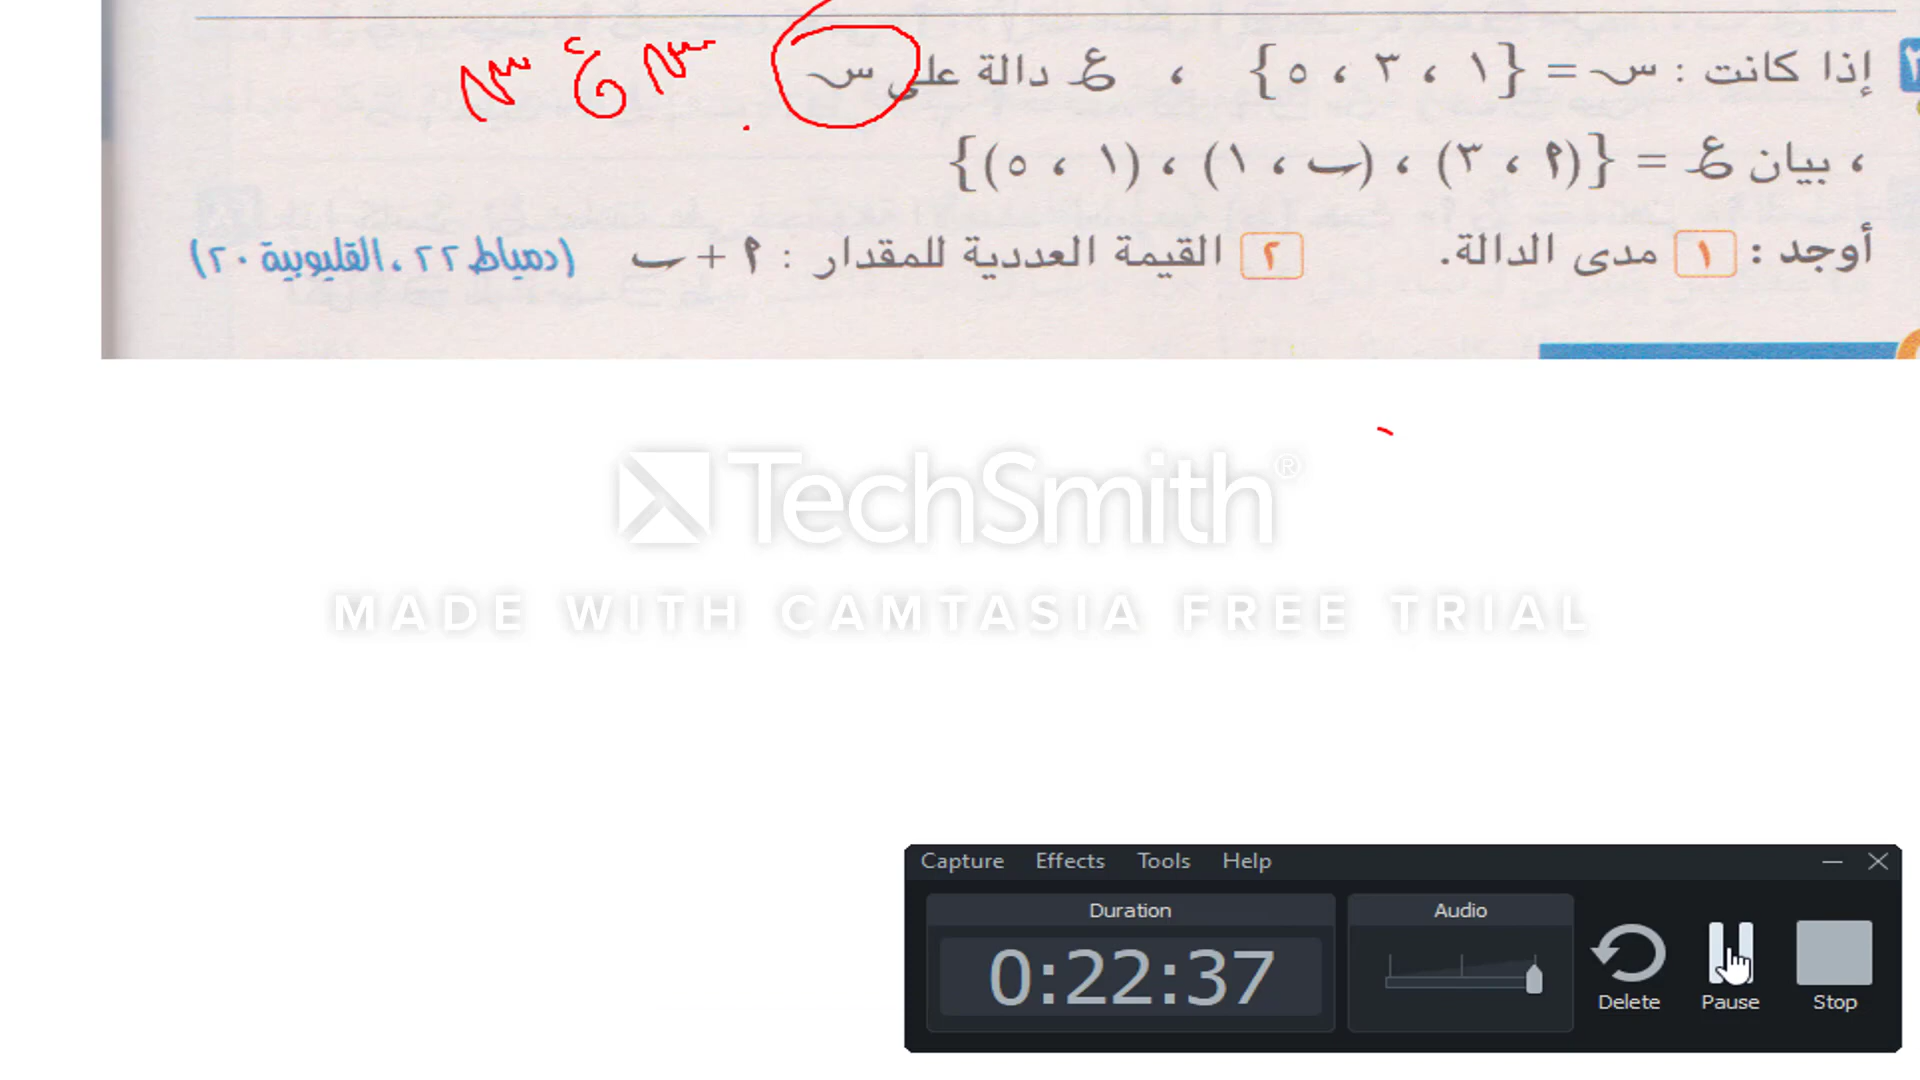 إذا كانت : س = {١ ، ٣ ، ٥} ، ع دالة على س
، بيان ع = {(٢ ، ٣) ، (ب ، ١) ، (١ ، ٥)}
أوجد : ١ مدى الدالة. ٢ القيمة العددية للمقدار : ٢ + ب (دمياط ٢٢ ، القليوبية ٢٠)
TechSmith®
MADE WITH CAMTASIA FREE TRIAL
Capture Effects Tools Help
Duration Audio
0:22:37
Delete Pause Stop